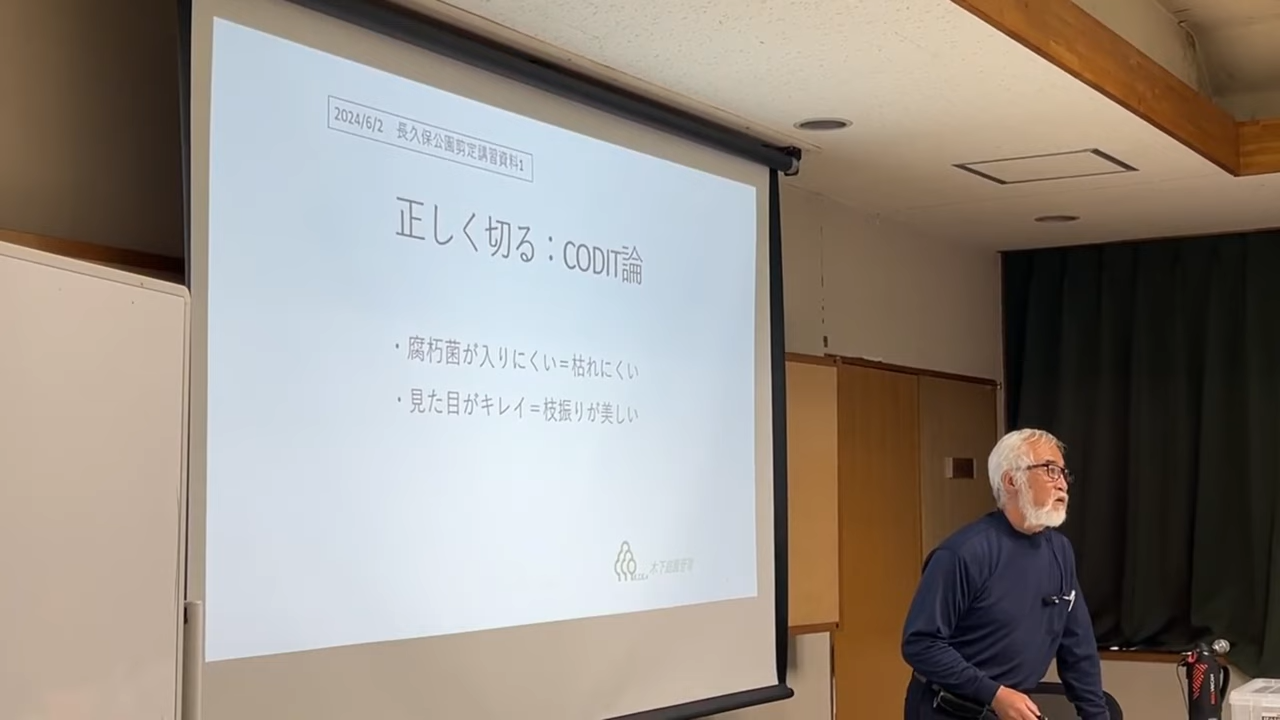 2024/6/2　長久保公園剪定講習資料1
正しく切る：CODIT論
・腐朽菌が入りにくい＝枯れにくい
・見た目がキレイ＝枝振りが美しい